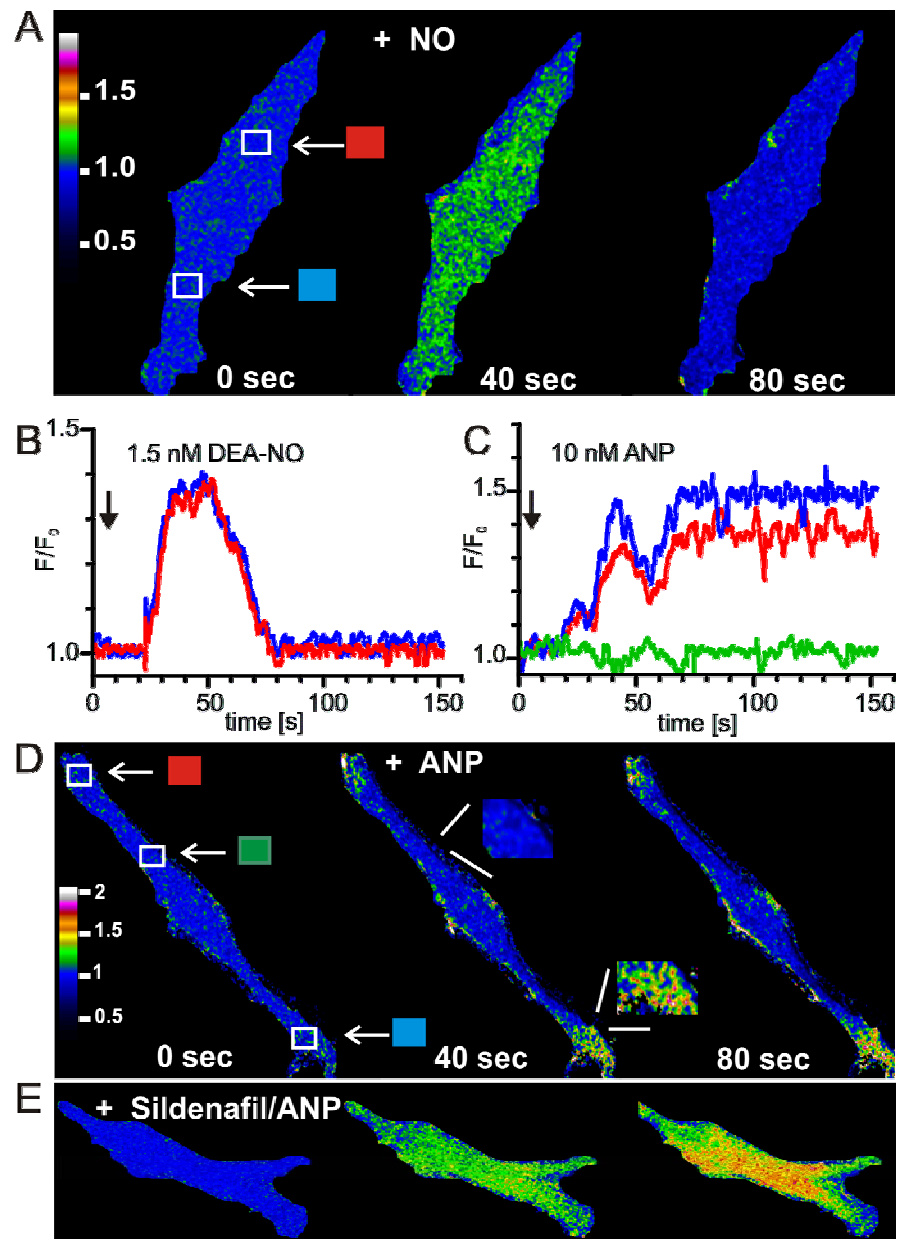 A
+ NO
1.5
1.0
0.5
0 sec
40 sec
80 sec
B
1.5
1.5 nM DEA-NO
F/F₀
1.0
0
50
100
150
time [s]
C
10 nM ANP
1.5
F/F₀
1.0
0
50
100
150
time [s]
D
+ ANP
2
1.5
1
0.5
0 sec
40 sec
80 sec
E
+ Sildenafil/ANP